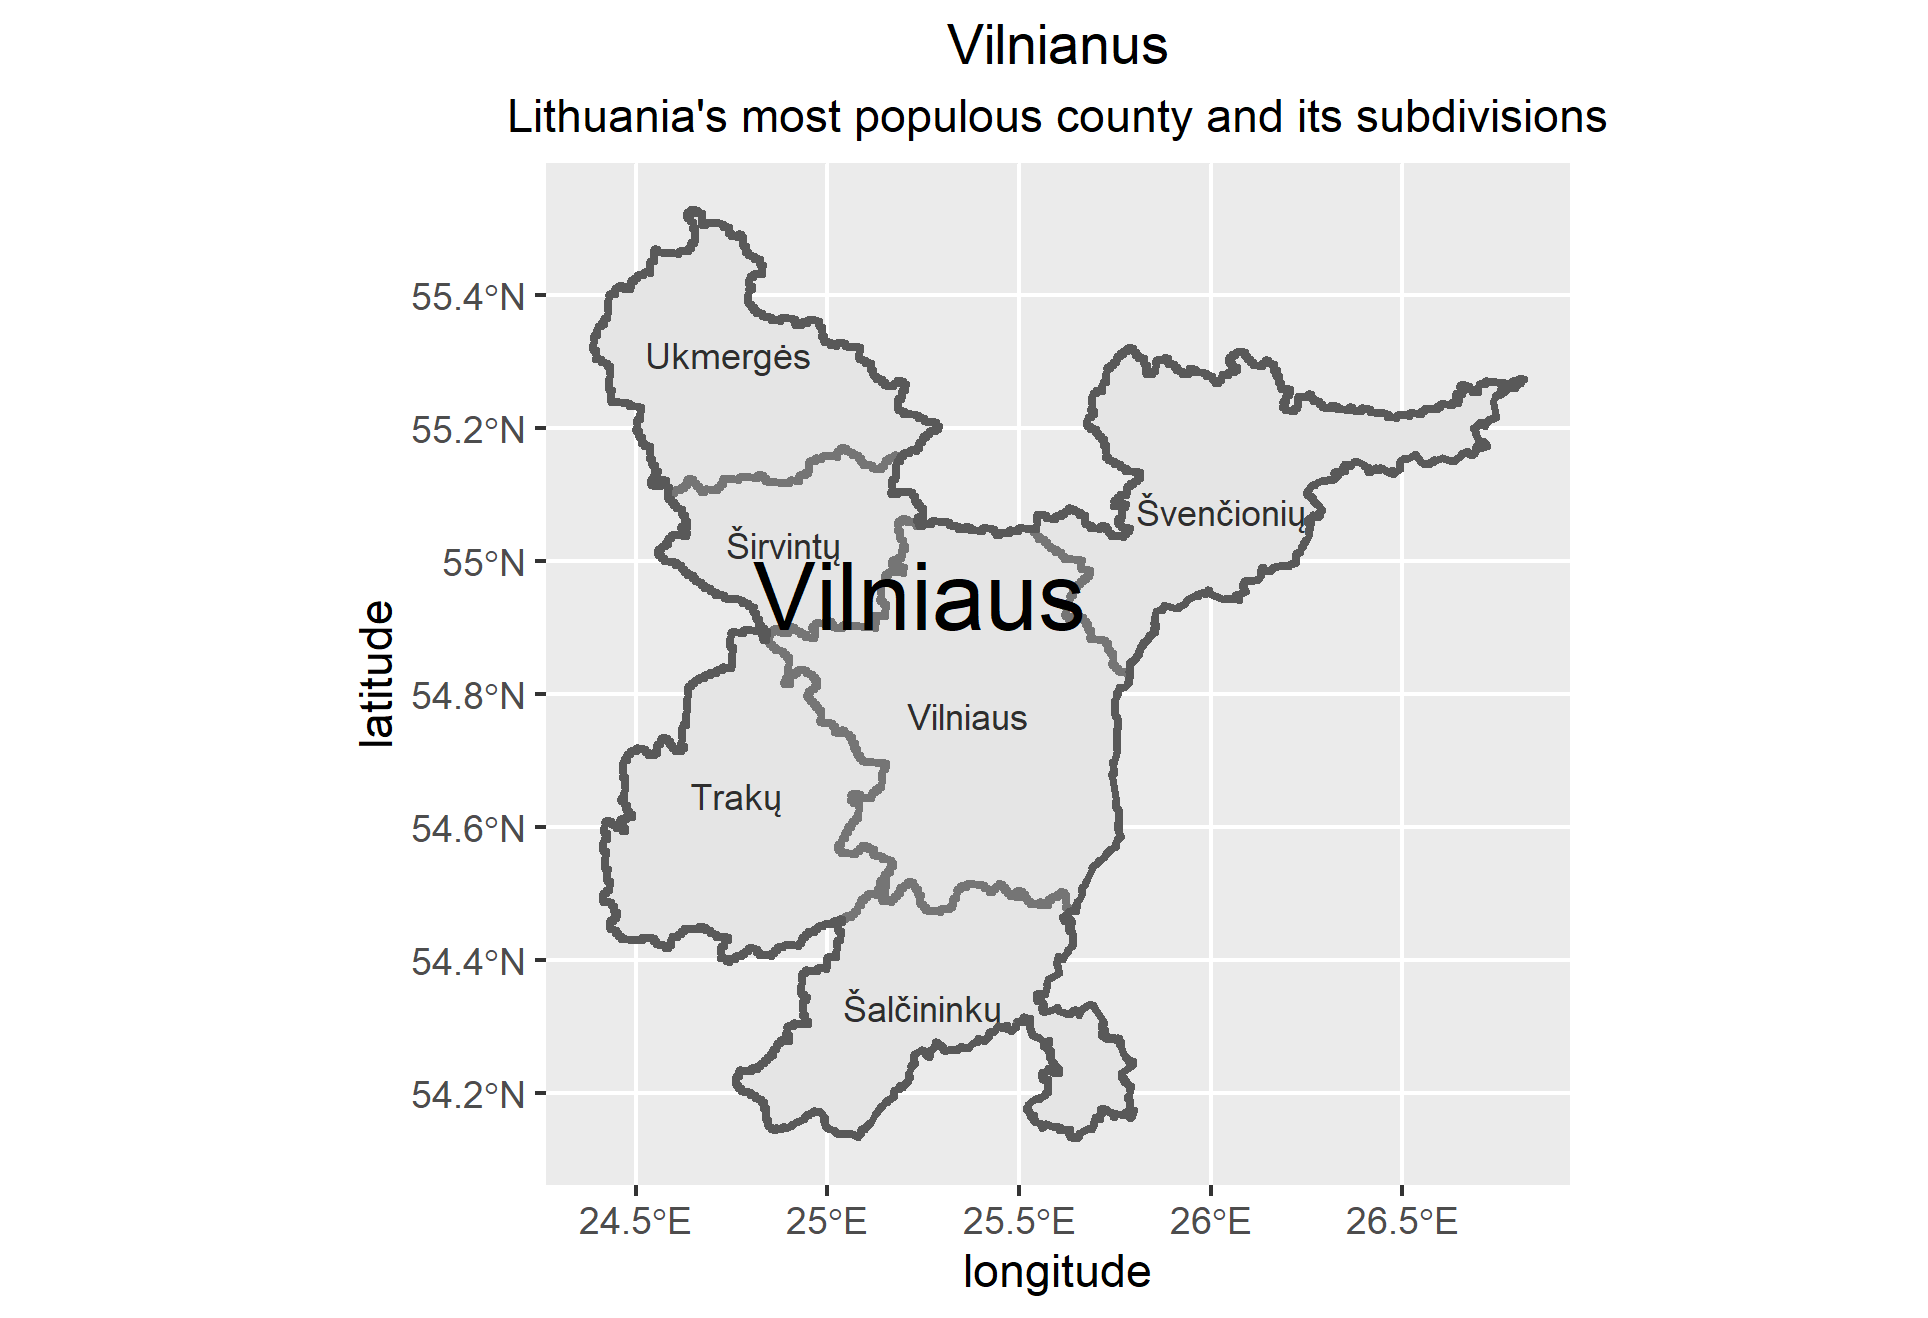 Vilnianus
Lithuania's most populous county and its subdivisions
latitude
55.4°N
55.2°N
55°N
54.8°N
54.6°N
54.4°N
54.2°N
Ukmergės
Švenčionių
Širvintų
Vilniaus
Vilniaus
Trakų
Šalčininkų
24.5°E
25°E
25.5°E
26°E
26.5°E
longitude